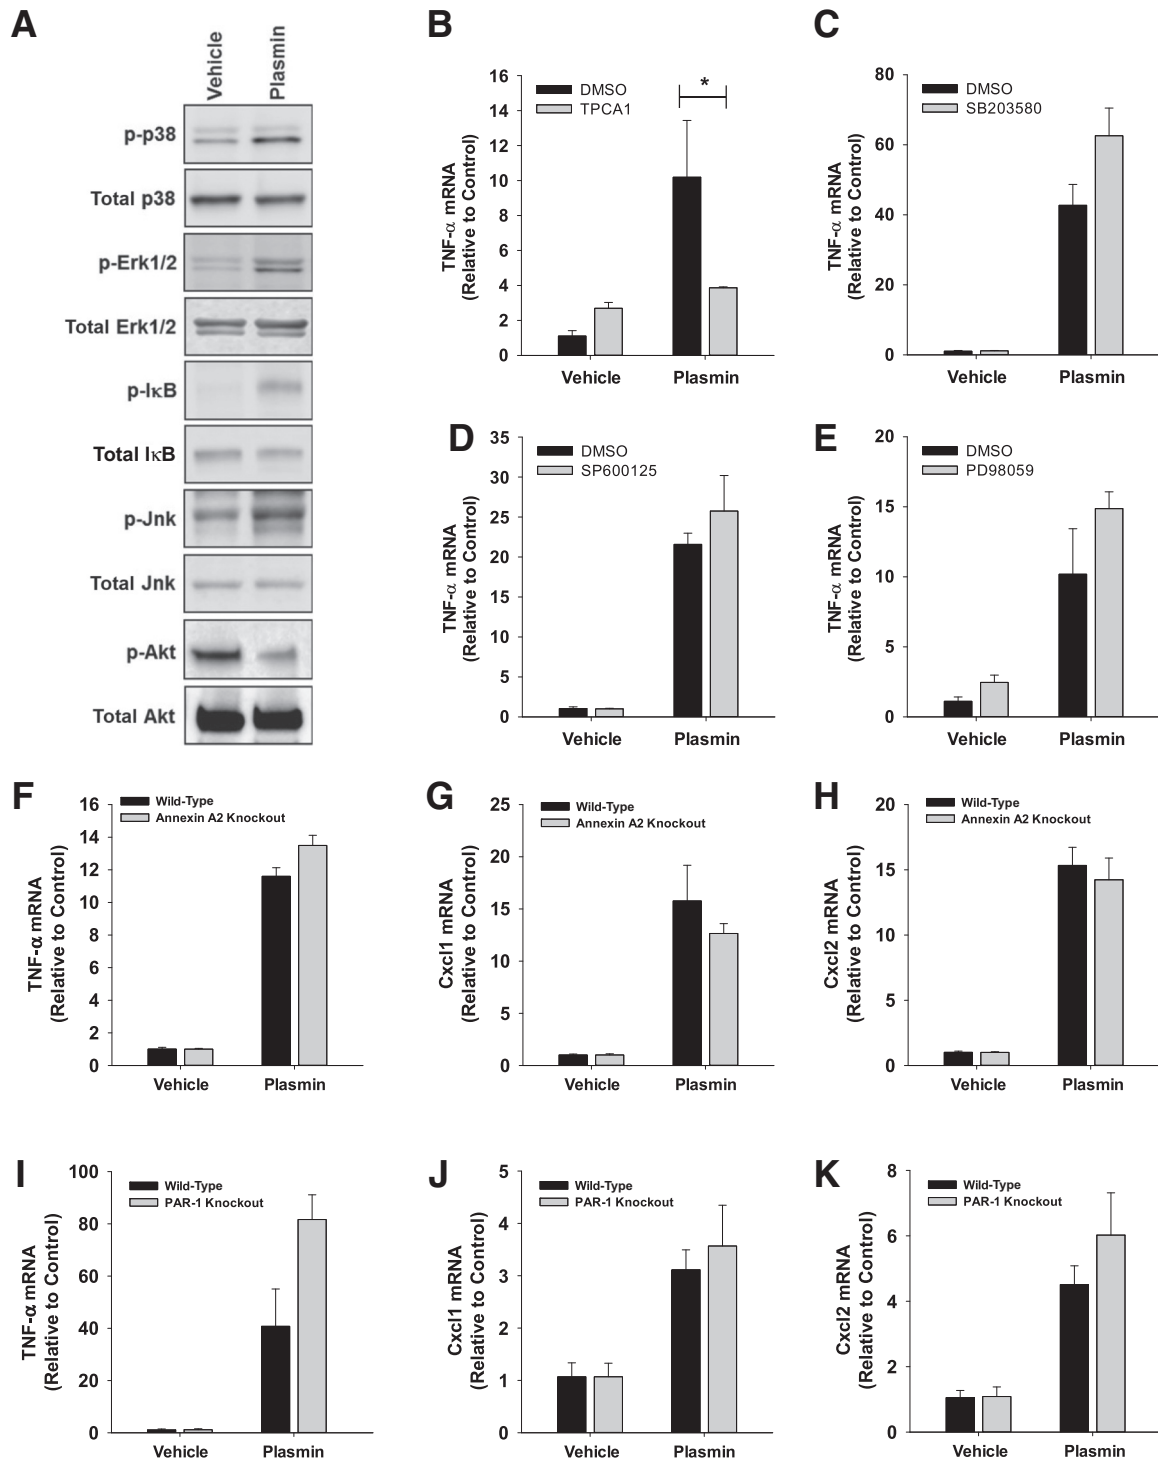 A
Vehicle
Plasmin
p-p38
Total p38
p-Erk1/2
Total Erk1/2
p-IκB
Total IκB
p-Jnk
Total Jnk
p-Akt
Total Akt
B
TNF-α mRNA
(Relative to Control)
16
14
12
10
8
6
4
2
0
DMSO
TPCA1
*
Vehicle
Plasmin
C
TNF-α mRNA
(Relative to Control)
80
60
40
20
0
DMSO
SB203580
Vehicle
Plasmin
D
TNF-α mRNA
(Relative to Control)
35
30
25
20
15
10
5
0
DMSO
SP600125
Vehicle
Plasmin
E
TNF-α mRNA
(Relative to Control)
20
15
10
5
0
DMSO
PD98059
Vehicle
Plasmin
F
TNF-α mRNA
(Relative to Control)
16
14
12
10
8
6
4
2
0
Wild-Type
Annexin A2 Knockout
Vehicle
Plasmin
G
Cxcl1 mRNA
(Relative to Control)
25
20
15
10
5
0
Wild-Type
Annexin A2 Knockout
Vehicle
Plasmin
H
Cxcl2 mRNA
(Relative to Control)
20
15
10
5
0
Wild-Type
Annexin A2 Knockout
Vehicle
Plasmin
I
TNF-α mRNA
(Relative to Control)
100
80
60
40
20
0
Wild-Type
PAR-1 Knockout
Vehicle
Plasmin
J
Cxcl1 mRNA
(Relative to Control)
5
4
3
2
1
0
Wild-Type
PAR-1 Knockout
Vehicle
Plasmin
K
Cxcl2 mRNA
(Relative to Control)
8
6
4
2
0
Wild-Type
PAR-1 Knockout
Vehicle
Plasmin